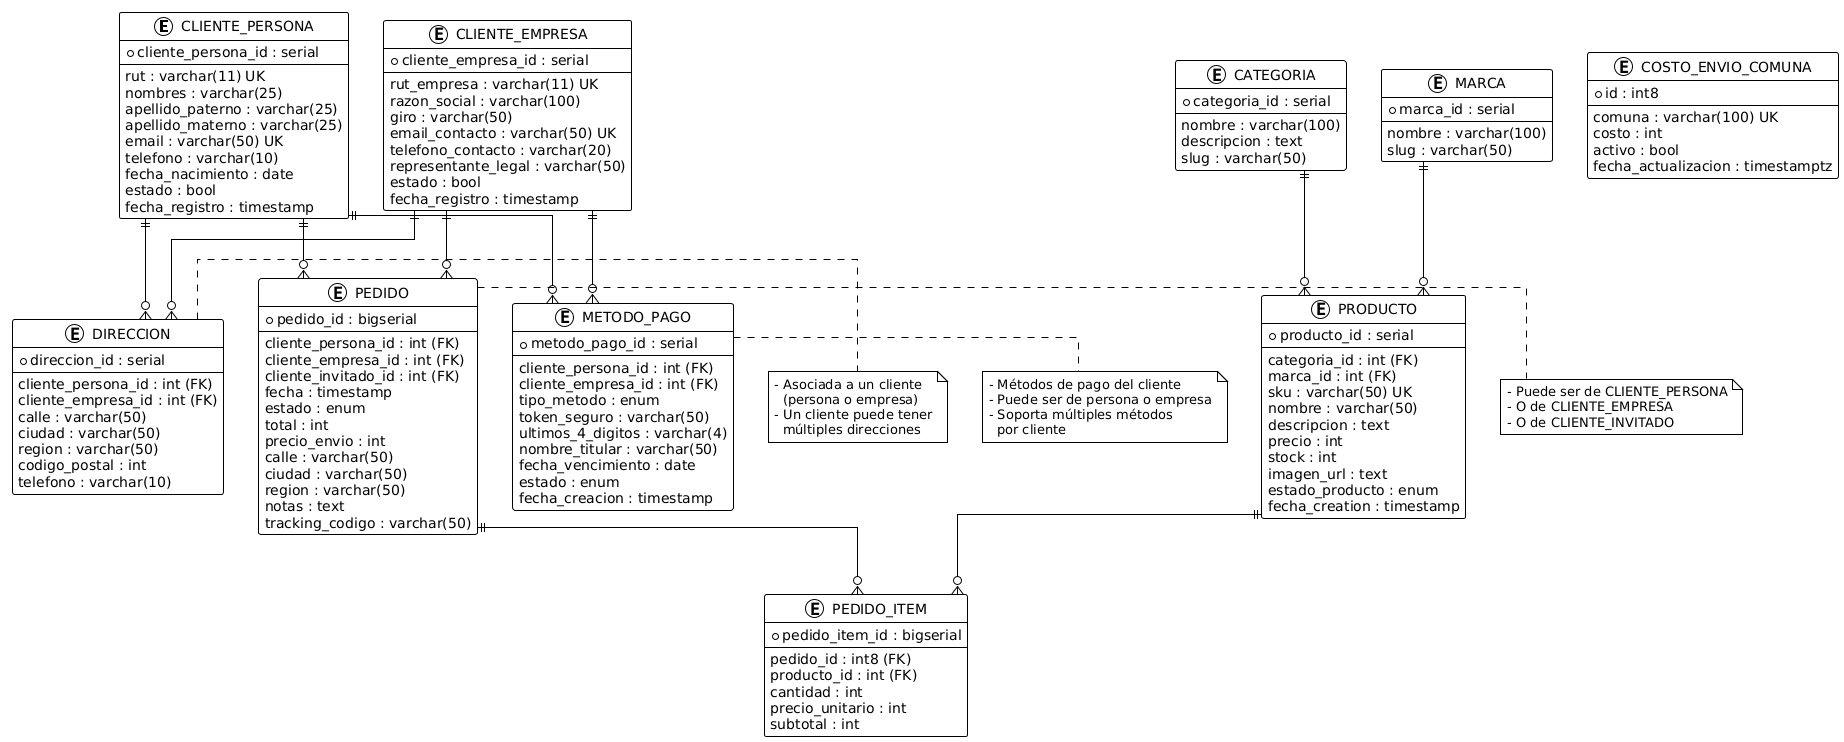 E CLIENTE_PERSONA
cliente_persona_id : serial
rut : varchar(11) UK
nombres : varchar(25)
apellido_paterno : varchar(25)
apellido_materno : varchar(25)
email : varchar(50) UK
telefono : varchar(10)
fecha_nacimiento : date
estado : bool
fecha_registro : timestamp
E CLIENTE_EMPRESA
cliente_empresa_id : serial
rut_empresa : varchar(11) UK
razon_social : varchar(100)
giro : varchar(50)
email_contacto : varchar(50) UK
telefono_contacto : varchar(20)
representante_legal : varchar(50)
estado : bool
fecha_registro : timestamp
E CATEGORIA
categoria_id : serial
nombre : varchar(100)
descripcion : text
slug : varchar(50)
E MARCA
marca_id : serial
nombre : varchar(100)
slug : varchar(50)
E COSTO_ENVIO_COMUNA
id : int8
comuna : varchar(100) UK
costo : int
activo : bool
fecha_actualizacion : timestamptz
E DIRECCION
direccion_id : serial
cliente_persona_id : int (FK)
cliente_empresa_id : int (FK)
calle : varchar(50)
ciudad : varchar(50)
region : varchar(50)
codigo_postal : int
telefono : varchar(10)
E PEDIDO
pedido_id : bigserial
cliente_persona_id : int (FK)
cliente_empresa_id : int (FK)
cliente_invitado_id : int (FK)
fecha : timestamp
estado : enum
total : int
precio_envio : int
calle : varchar(50)
ciudad : varchar(50)
region : varchar(50)
notas : text
tracking_codigo : varchar(50)
E METODO_PAGO
metodo_pago_id : serial
cliente_persona_id : int (FK)
cliente_empresa_id : int (FK)
tipo_metodo : enum
token_seguro : varchar(50)
ultimos_4_digitos : varchar(4)
nombre_titular : varchar(50)
fecha_vencimiento : date
estado : enum
fecha_creacion : timestamp
- Asociada a un cliente
(persona o empresa)
- Un cliente puede tener
múltiples direcciones
- Métodos de pago del cliente
- Puede ser de persona o empresa
- Soporta múltiples métodos
por cliente
E PRODUCTO
producto_id : serial
categoria_id : int (FK)
marca_id : int (FK)
sku : varchar(50) UK
nombre : varchar(50)
descripcion : text
precio : int
stock : int
imagen_url : text
estado_producto : enum
fecha_creation : timestamp
- Puede ser de CLIENTE_PERSONA
- O de CLIENTE_EMPRESA
- O de CLIENTE_INVITADO
E PEDIDO_ITEM
pedido_item_id : bigserial
pedido_id : int8 (FK)
producto_id : int (FK)
cantidad : int
precio_unitario : int
subtotal : int